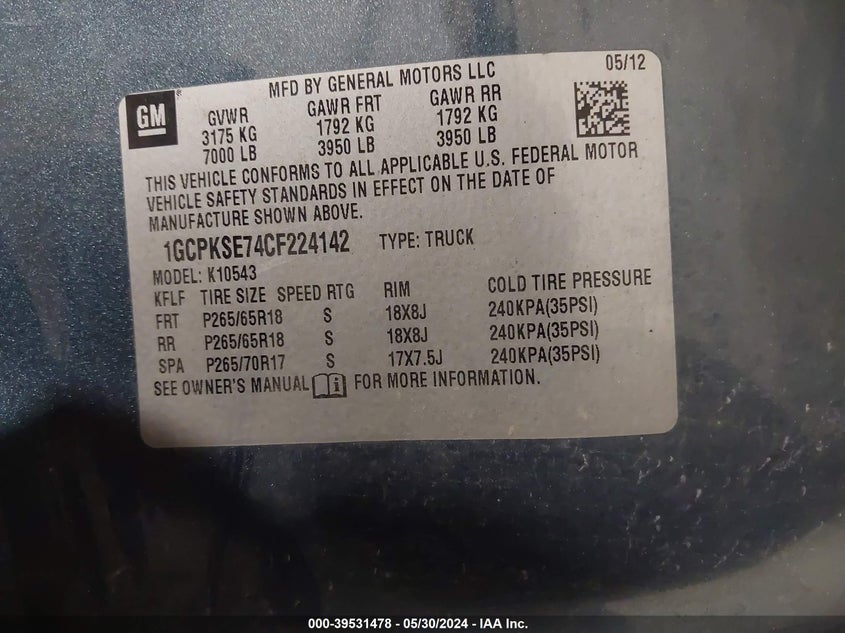 MFD BY GENERAL MOTORS LLC
05/12
GM
GVWR GAWR FRT GAWR RR
3175 KG 1792 KG 1792 KG
7000 LB 3950 LB 3950 LB
THIS VEHICLE CONFORMS TO ALL APPLICABLE U.S. FEDERAL MOTOR
VEHICLE SAFETY STANDARDS IN EFFECT ON THE DATE OF
MANUFACTURE SHOWN ABOVE.
1GCPKSE74CF224142 TYPE: TRUCK
MODEL: K10543
KFLF TIRE SIZE SPEED RTG RIM COLD TIRE PRESSURE
FRT P265/65R18 S 18X8J 240KPA(35PSI)
RR P265/65R18 S 18X8J 240KPA(35PSI)
SPA P265/70R17 S 17X7.5J 240KPA(35PSI)
SEE OWNER'S MANUAL FOR MORE INFORMATION.
000-39531478 - 05/30/2024 - IAA Inc.